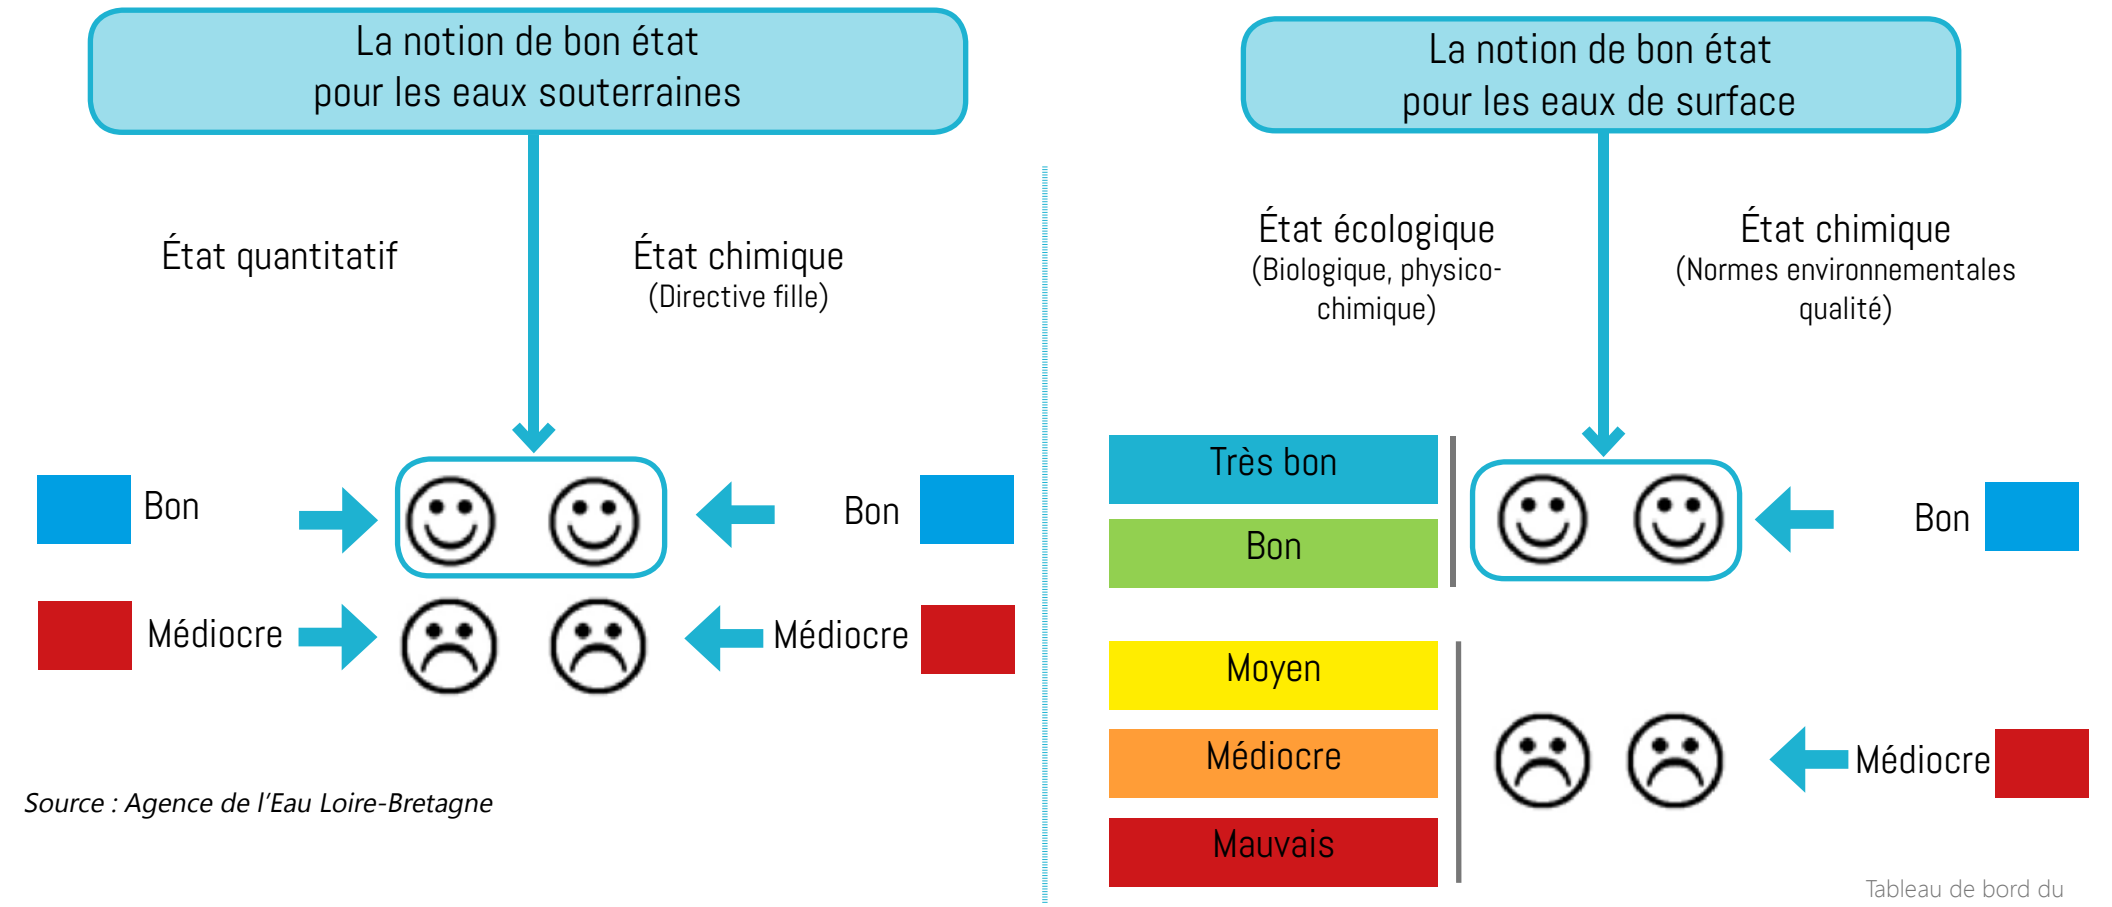 La notion de bon état
pour les eaux souterraines
État quantitatif
État chimique
(Directive fille)
Bon
Bon
Médiocre
Médiocre
Source : Agence de l'Eau Loire-Bretagne
La notion de bon état
pour les eaux de surface
État écologique
(Biologique, physico-
chimique)
État chimique
(Normes environnementales
qualité)
Très bon
Bon
Bon
Moyen
Médiocre
Médiocre
Mauvais
Tableau de bord du